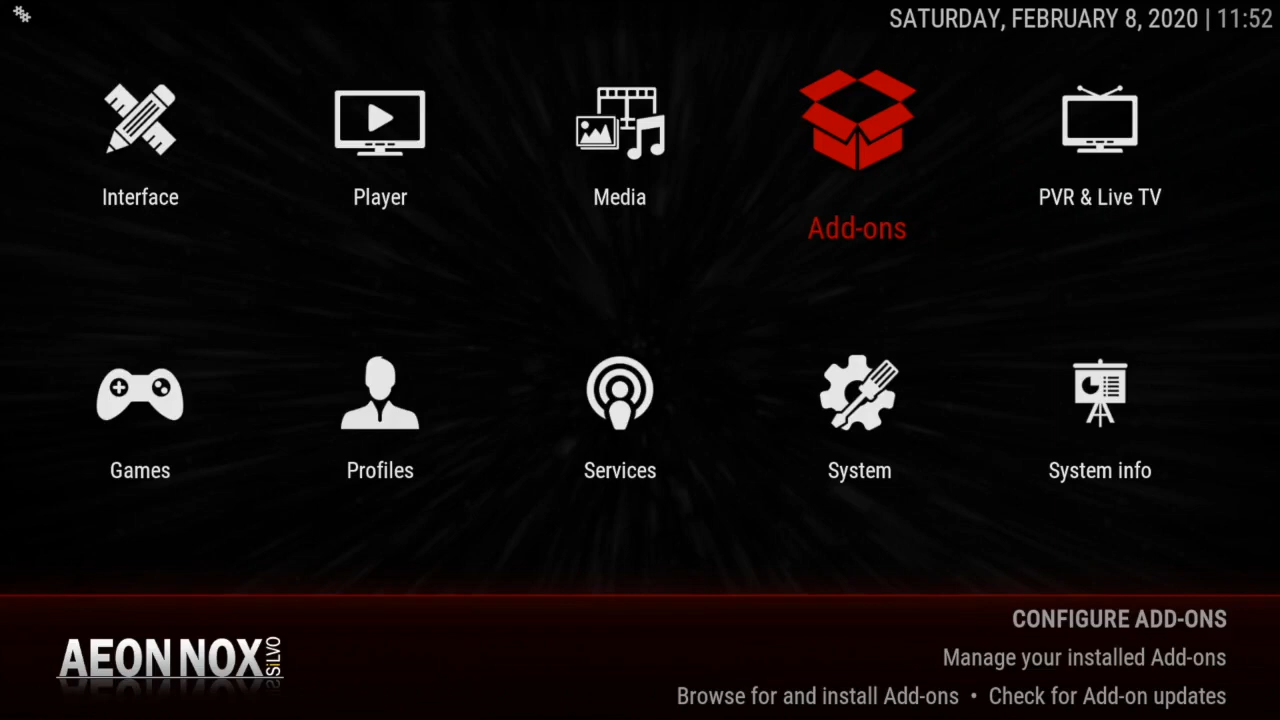 SATURDAY, FEBRUARY 8, 2020 | 11:52
Interface
Player
Media
Add-ons
PVR & Live TV
Games
Profiles
Services
System
System info
CONFIGURE ADD-ONS
AEON NOX SiLVO
Manage your installed Add-ons
Browse for and install Add-ons • Check for Add-on updates